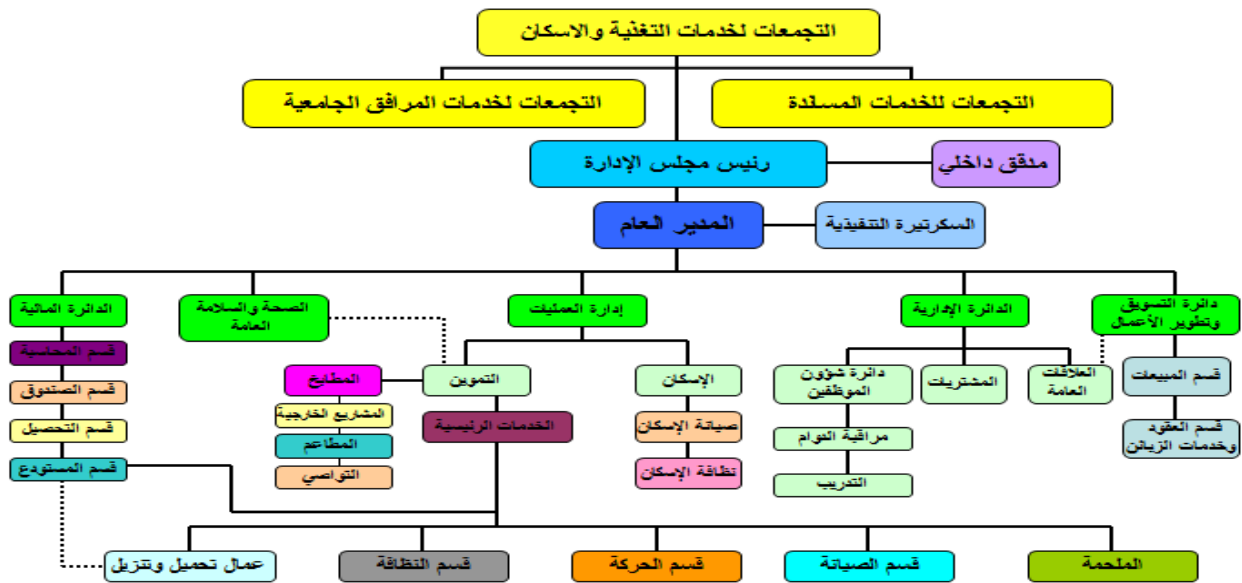 التجمعات لخدمات التغذية والاسكان
التجمعات للخدمات المساندة
التجمعات لخدمات المرافق الجامعية
رئيس مجلس الإدارة
مدقق داخلي
المدير العام
السكرتيرة التنفيذية
دائرة التسويق
وتطوير الأعمال
الدائرة الإدارية
إدارة العمليات
الصحة والسلامة
العامة
الدائرة المالية
قسم المبيعات
قسم العقود
وخدمات الزبائن
العلاقات
العامة
المشتريات
دائرة شؤون
الموظفين
مراقبة الدوام
التدريب
الإسكان
صيانة الإسكان
نظافة الإسكان
التموين
الخدمات الرئيسية
المطابخ
المشاريع الخارجية
المطاعم
التواصي
قسم المحاسبة
قسم الصندوق
قسم التحصيل
قسم المستودع
الملحمة
قسم الصيانة
قسم الحركة
قسم النظافة
عمال تحميل وتنزيل